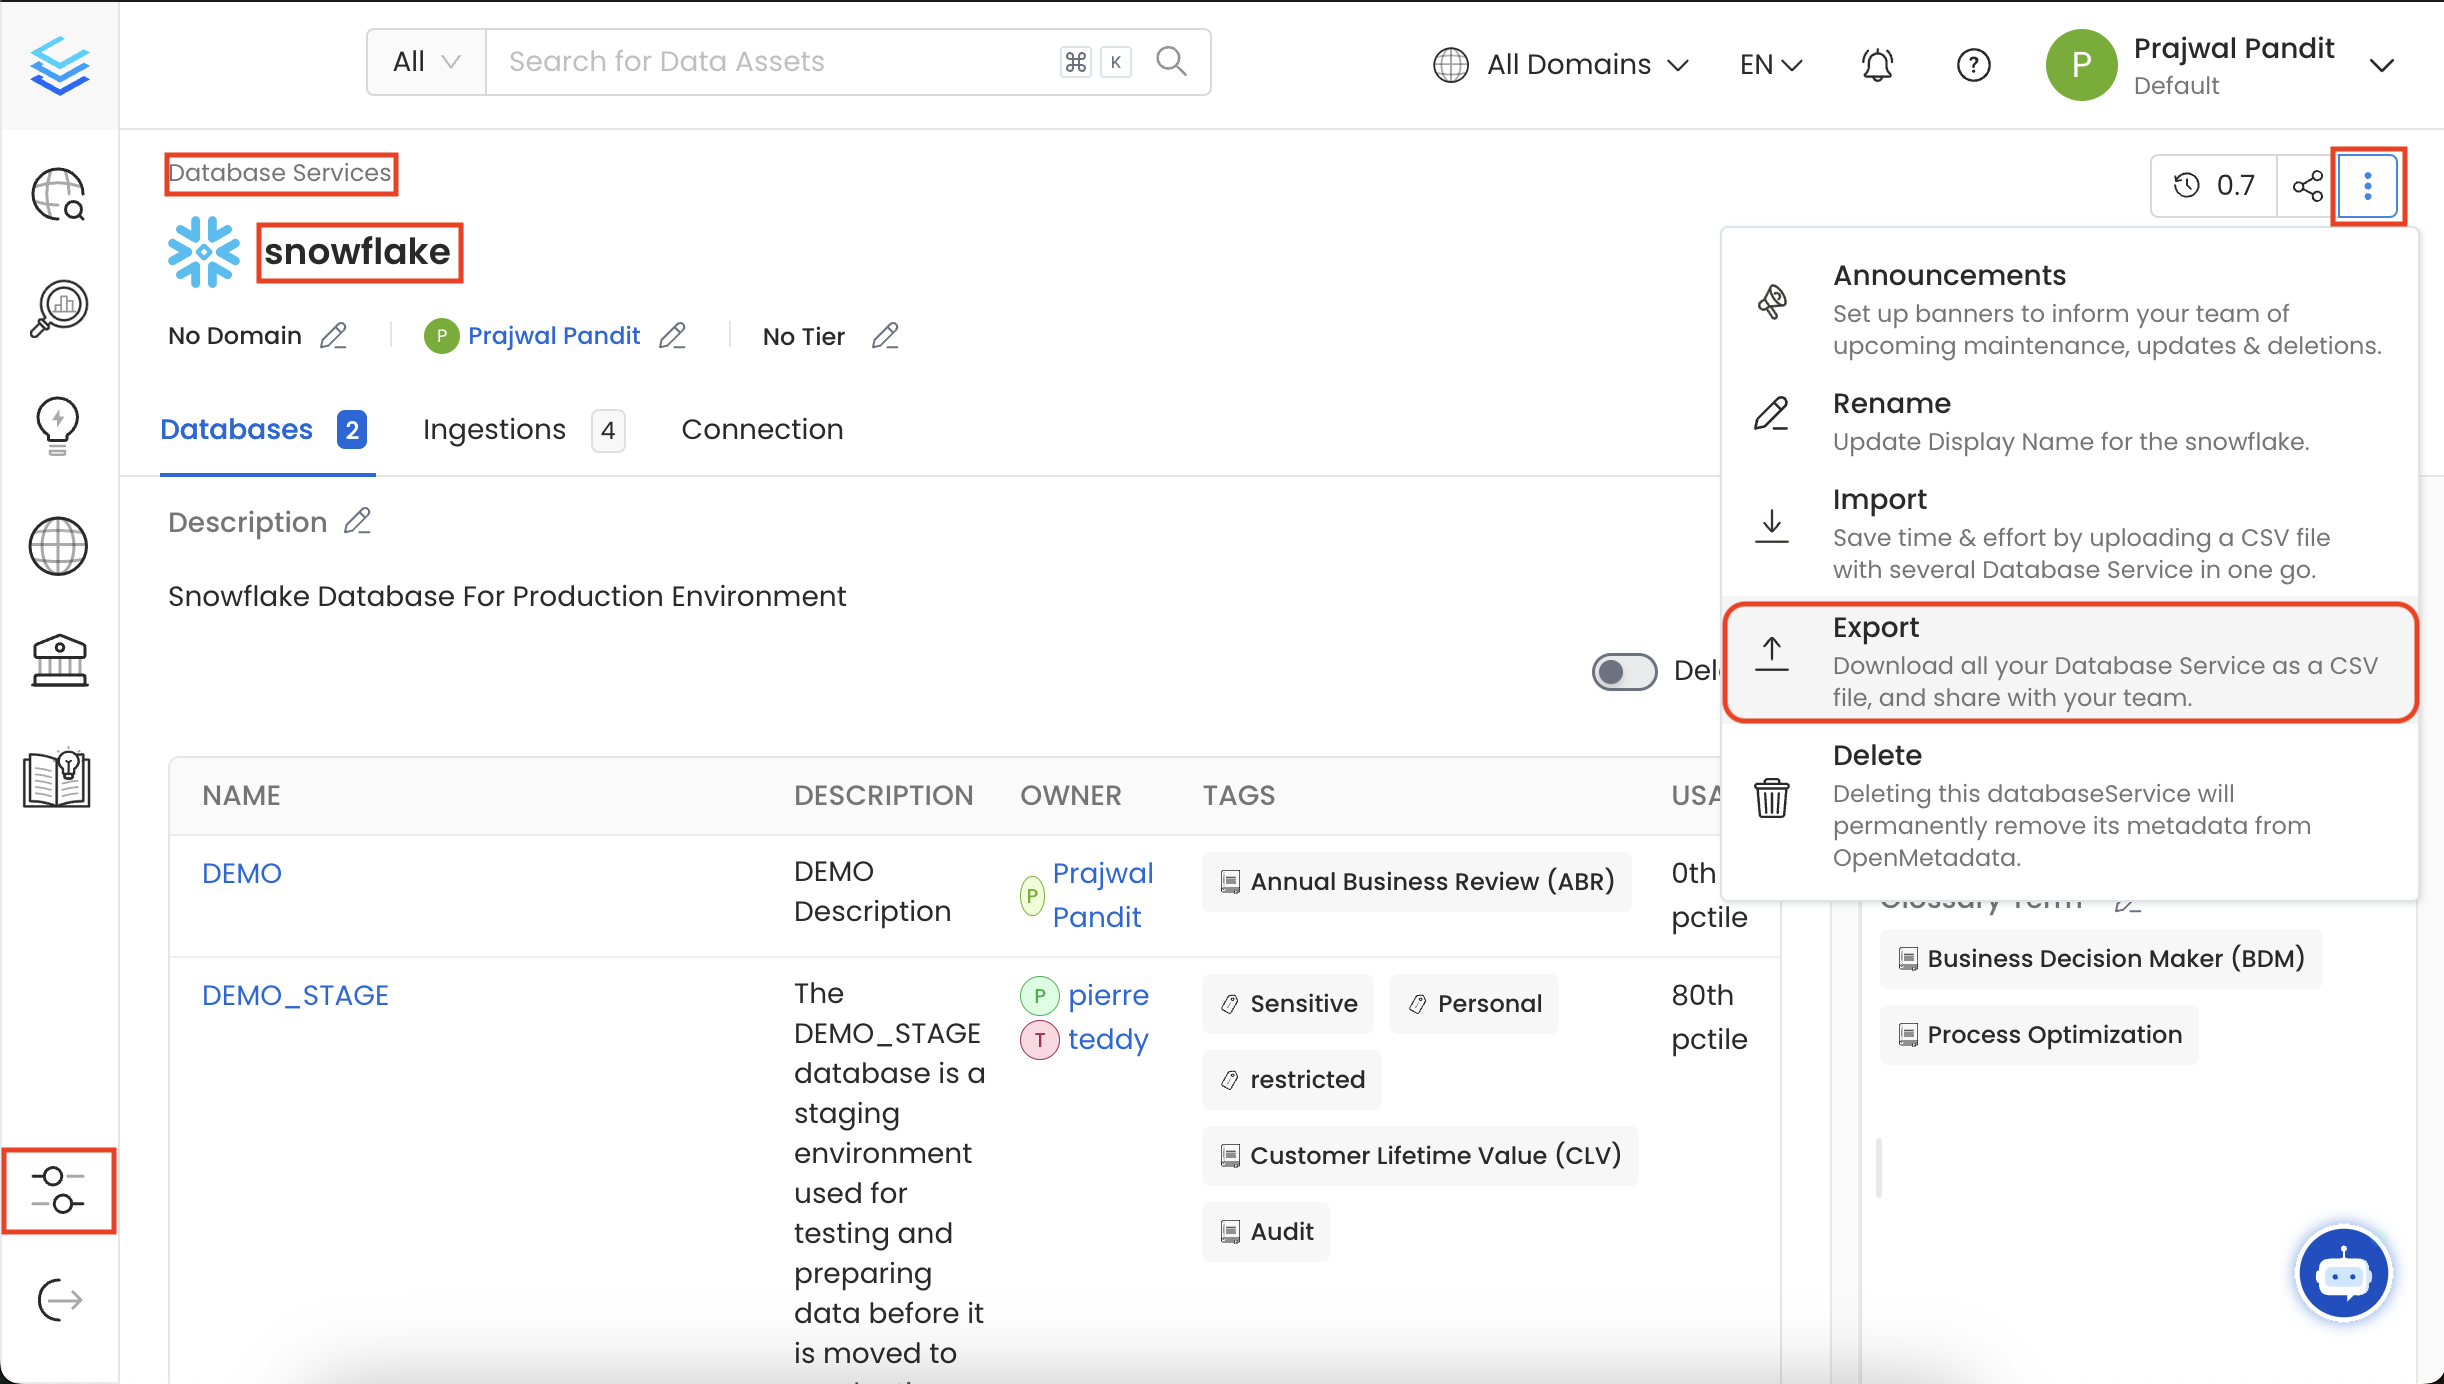 All
Search for Data Assets
⌘ K
All Domains
EN
?
P
Prajwal Pandit
Default
Database Services
0.7
snowflake
No Domain
P Prajwal Pandit
No Tier
Databases 2
Ingestions 4
Connection
Description
Snowflake Database For Production Environment
Announcements
Set up banners to inform your team of
upcoming maintenance, updates & deletions.
Rename
Update Display Name for the snowflake.
Import
Save time & effort by uploading a CSV file
with several Database Service in one go.
Export
Download all your Database Service as a CSV
file, and share with your team.
Delete
Deleting this databaseService will
permanently remove its metadata from
OpenMetadata.
NAME
DESCRIPTION
OWNER
TAGS
DEMO
DEMO
Description
P
Prajwal
Pandit
Annual Business Review (ABR)
0th
pctile
DEMO_STAGE
The
DEMO_STAGE
database is a
staging
environment
used for
testing and
preparing
data before it
is moved to
P pierre
T teddy
Sensitive
Personal
restricted
Customer Lifetime Value (CLV)
Audit
80th
pctile
Glossary Term
Business Decision Maker (BDM)
Process Optimization